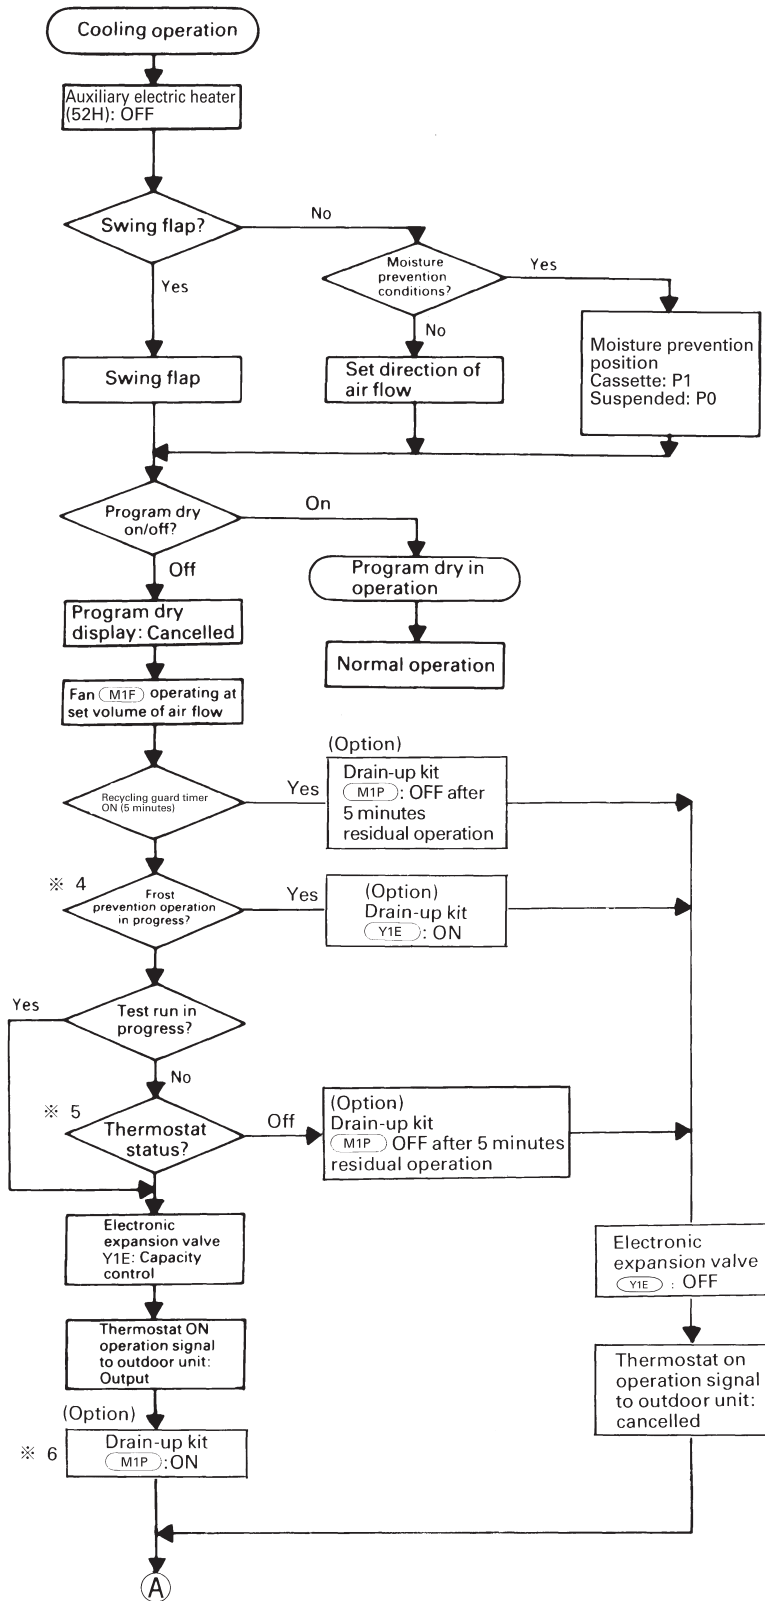 Cooling operation
Auxiliary electric heater
(52H): OFF
Swing flap?
No
Yes
Moisture
prevention
conditions?
Yes
No
Swing flap
Set direction of
air flow
Moisture prevention
position
Cassette: P1
Suspended: P0
Program dry
on/off?
On
Off
Program dry in
operation
Program dry
display: Cancelled
Normal operation
Fan M1F operating at
set volume of air flow
Recycling guard timer
ON (5 minutes)
Yes
(Option)
Drain-up kit
M1P : OFF after
5 minutes
residual operation
※ 4
Frost
prevention operation
in progress?
Yes
(Option)
Drain-up kit
Y1E : ON
Yes
Test run in
progress?
No
※ 5
Thermostat
status?
Off
(Option)
Drain-up kit
M1P OFF after 5 minutes
residual operation
Electronic
expansion valve
Y1E: Capacity
control
Electronic
expansion valve
Y1E : OFF
Thermostat ON
operation signal
to outdoor unit:
Output
Thermostat on
operation signal
to outdoor unit:
cancelled
(Option)
※ 6
Drain-up kit
M1P :ON
A